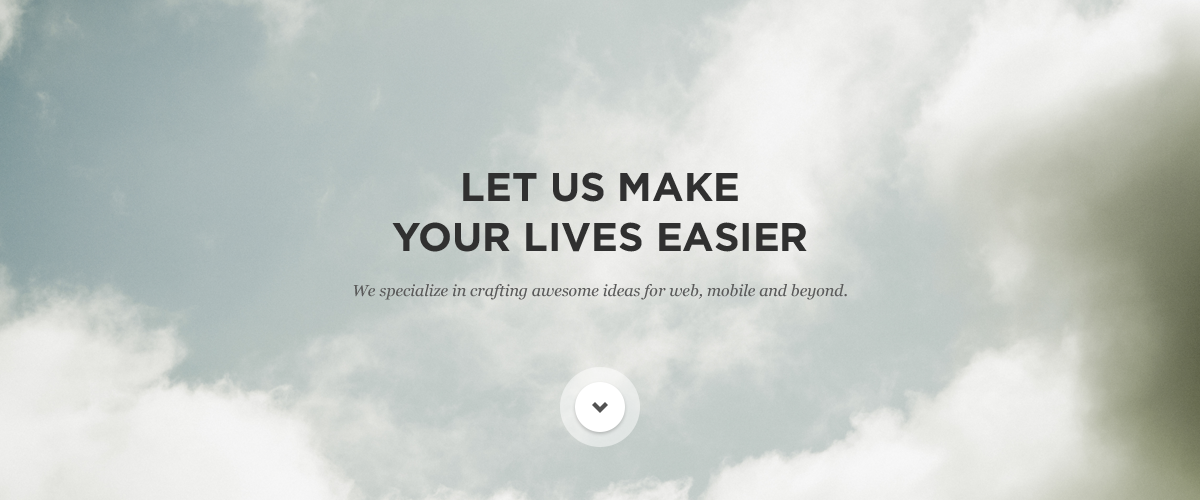 LET US MAKE
YOUR LIVES EASIER
We specialize in crafting awesome ideas for web, mobile and beyond.